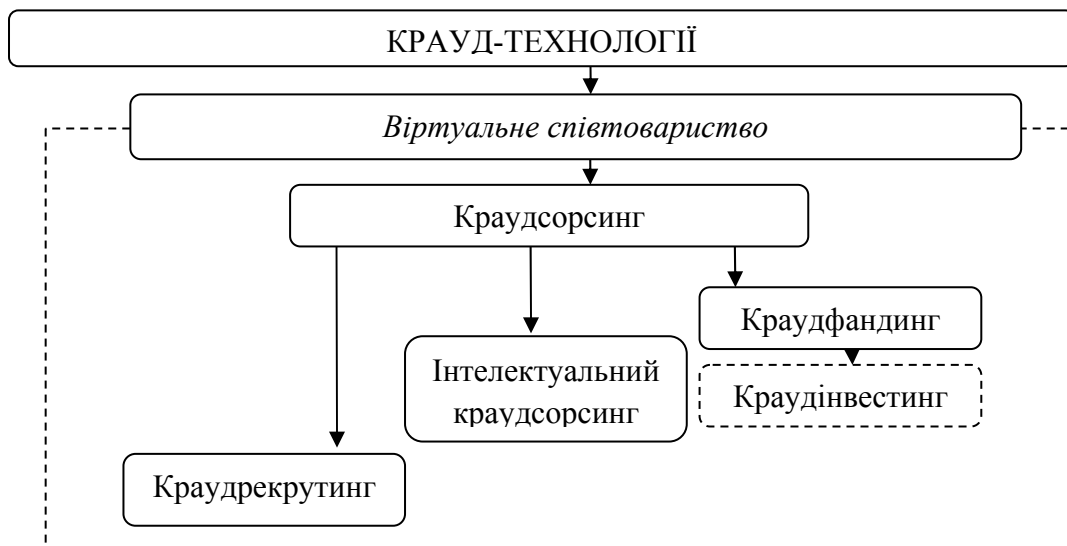 КРАУД-ТЕХНОЛОГІЇ
Віртуальне співтовариство
Краудсорсинг
Краудфандинг
Інтелектуальний
краудсорсинг
Краудінвестинг
Краудрекрутинг